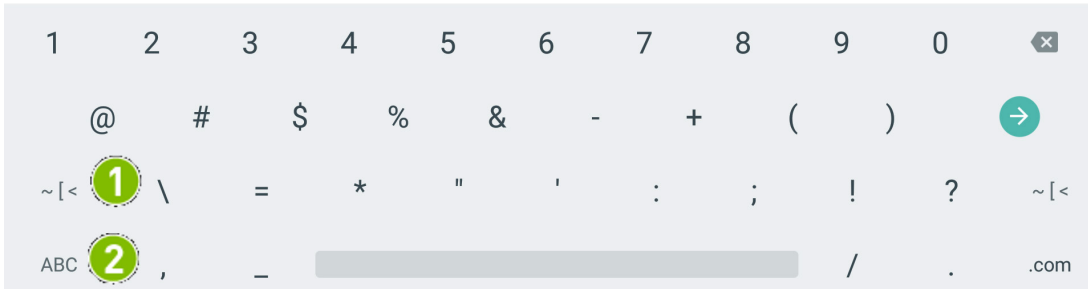 1 2 3 4 5 6 7 8 9 0
@ # $ % & - + ( )
~[< 1 \ = * " ' : ; ! ? ~[<
ABC 2 , _ / . .com